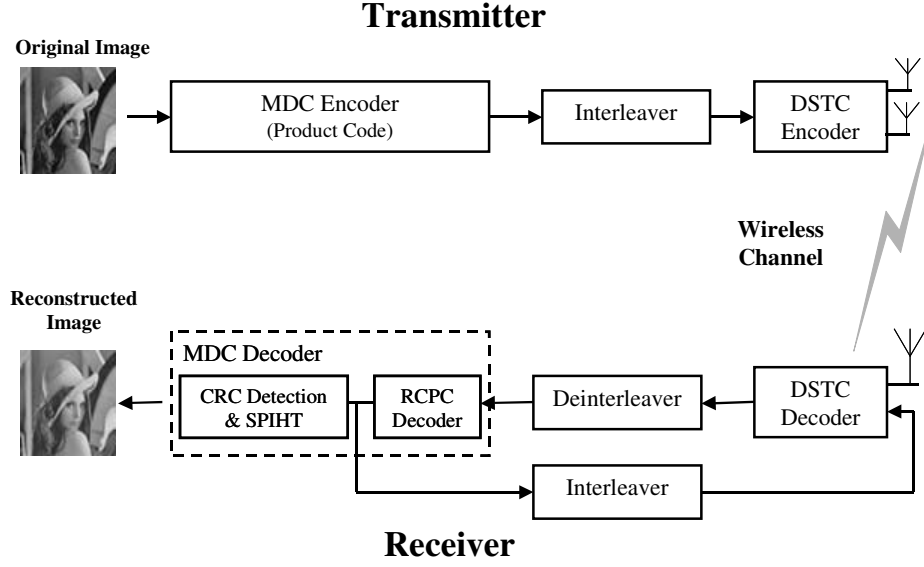 Transmitter
Original Image
MDC Encoder
(Product Code)
Interleaver
DSTC
Encoder
Wireless
Channel
Reconstructed
Image
MDC Decoder
CRC Detection
& SPIHT
RCPC
Decoder
Deinterleaver
DSTC
Decoder
Interleaver
Receiver